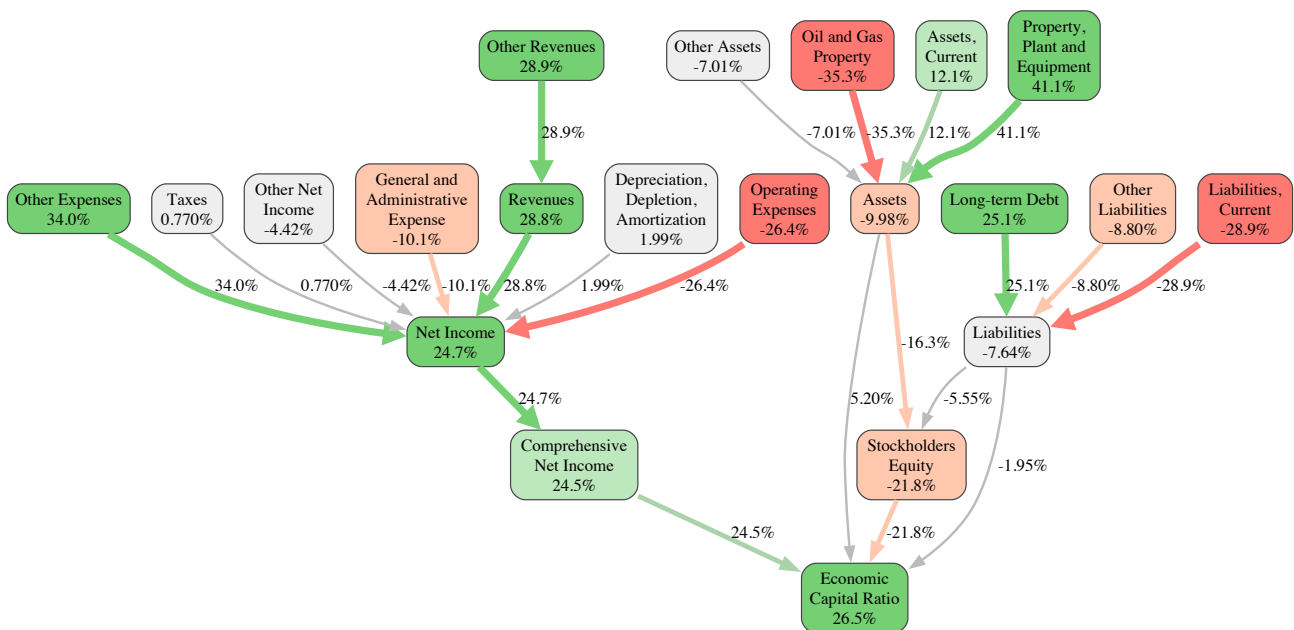 Other Revenues
28.9%
Other Assets
-7.01%
Oil and Gas
Property
-35.3%
Assets,
Current
12.1%
Property,
Plant and
Equipment
41.1%
28.9%
-7.01%
-35.3%
12.1%
41.1%
Other Expenses
34.0%
Taxes
0.770%
Other Net
Income
-4.42%
General and
Administrative
Expense
-10.1%
Revenues
28.8%
Depreciation,
Depletion,
Amortization
1.99%
Operating
Expenses
-26.4%
Assets
-9.98%
Long-term Debt
25.1%
Other
Liabilities
-8.80%
Liabilities,
Current
-28.9%
34.0%
0.770%
-4.42%
-10.1%
28.8%
1.99%
-26.4%
25.1%
-8.80%
-28.9%
Net Income
24.7%
Liabilities
-7.64%
-16.3%
24.7%
5.20%
-5.55%
Comprehensive
Net Income
24.5%
Stockholders
Equity
-21.8%
-1.95%
24.5%
-21.8%
Economic
Capital Ratio
26.5%